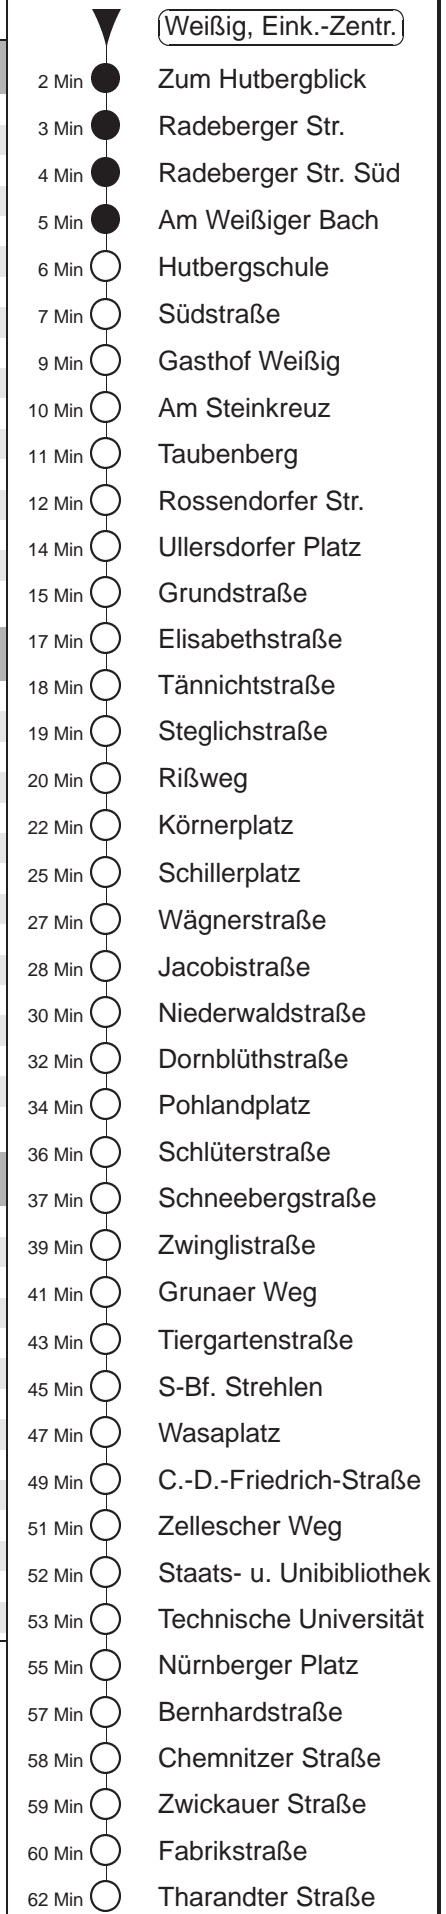 Weißig, Eink.-Zentr.
2 Min Zum Hutbergblick
3 Min Radeberger Str.
4 Min Radeberger Str. Süd
5 Min Am Weißiger Bach
6 Min Hutbergschule
7 Min Südstraße
9 Min Gasthof Weißig
10 Min Am Steinkreuz
11 Min Taubenberg
12 Min Rossendorfer Str.
14 Min Ullersdorfer Platz
15 Min Grundstraße
17 Min Elisabethstraße
18 Min Tännichtstraße
19 Min Steglichstraße
20 Min Rißweg
22 Min Körnerplatz
25 Min Schillerplatz
27 Min Wägnerstraße
28 Min Jacobistraße
30 Min Niederwaldstraße
32 Min Dornblüthstraße
34 Min Pohlandplatz
36 Min Schlüterstraße
37 Min Schneebergstraße
39 Min Zwinglistraße
41 Min Grunaer Weg
43 Min Tiergartenstraße
45 Min S-Bf. Strehlen
47 Min Wasaplatz
49 Min C.-D.-Friedrich-Straße
51 Min Zellescher Weg
52 Min Staats- u. Unibibliothek
53 Min Technische Universität
55 Min Nürnberger Platz
57 Min Bernhardstraße
58 Min Chemnitzer Straße
59 Min Zwickauer Straße
60 Min Fabrikstraße
62 Min Tharandter Straße